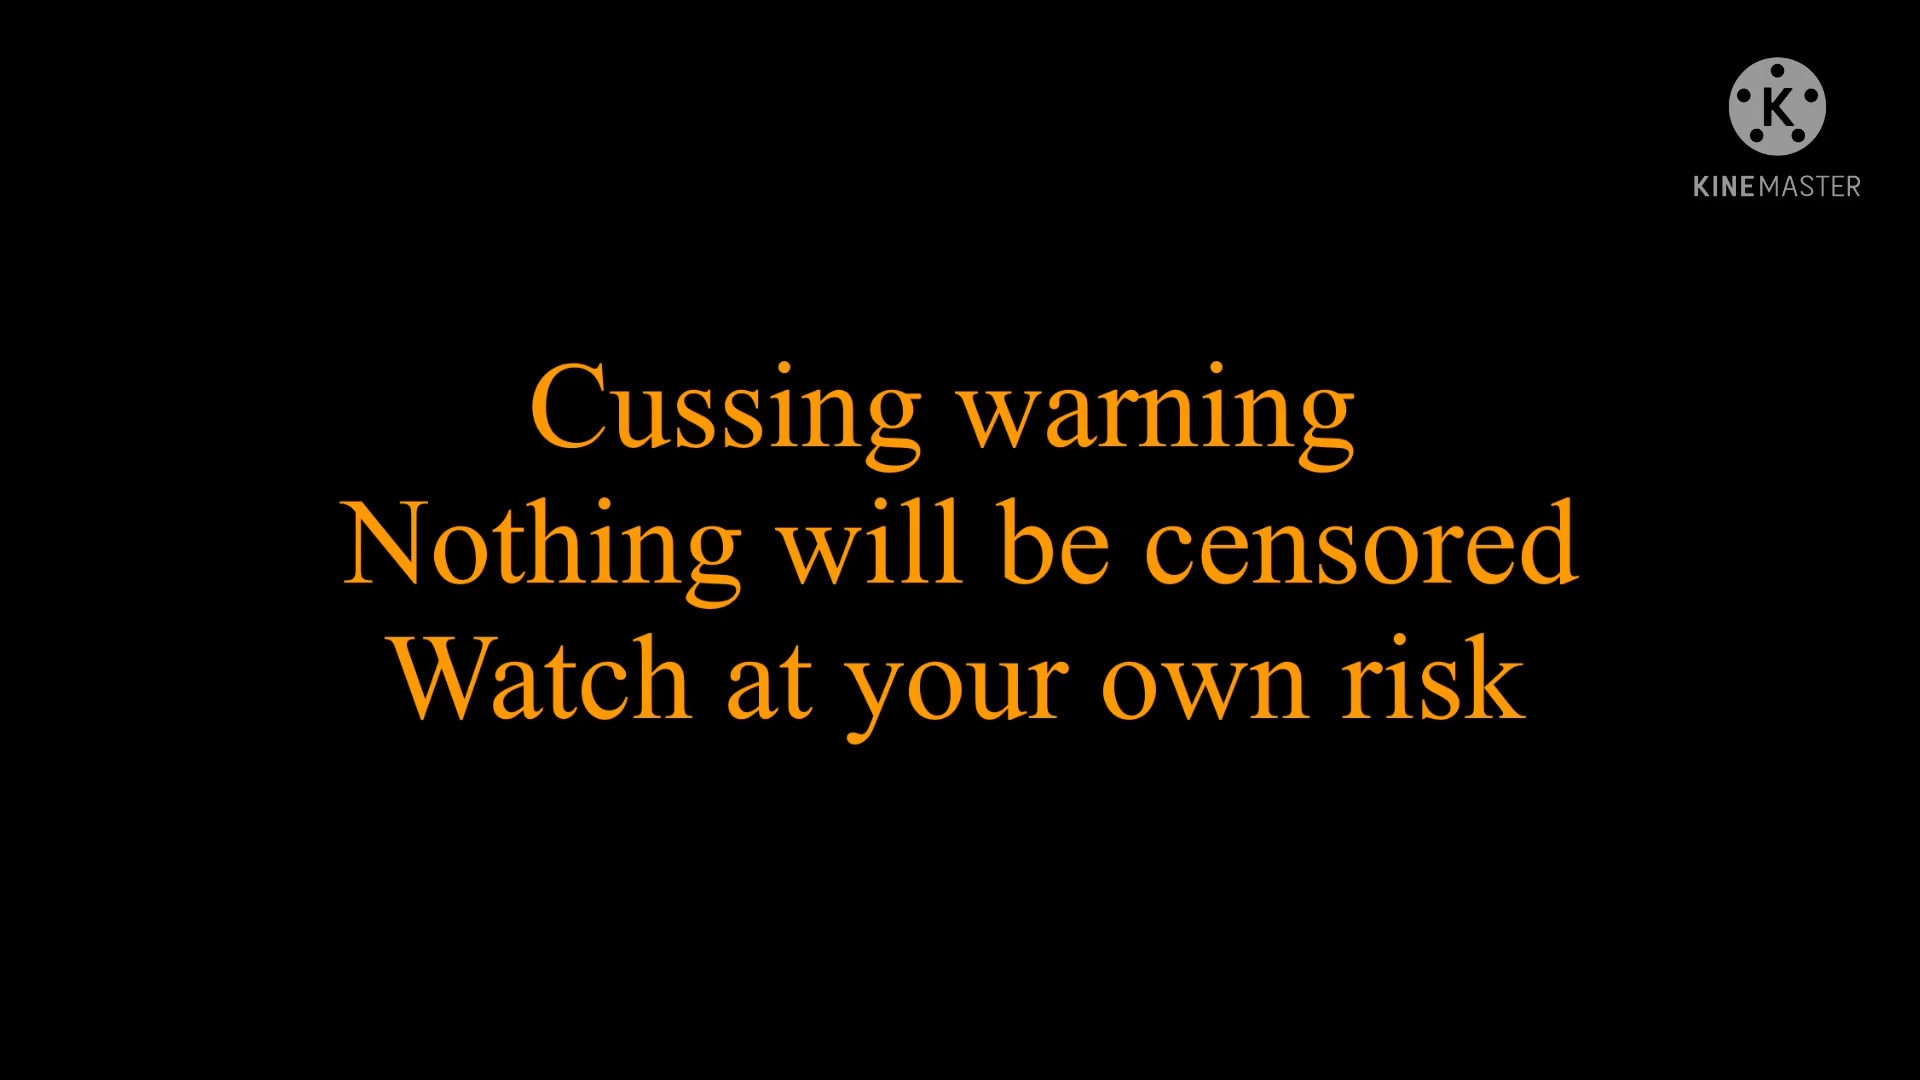 K
KINEMASTER
Cussing warning
Nothing will be censored
Watch at your own risk